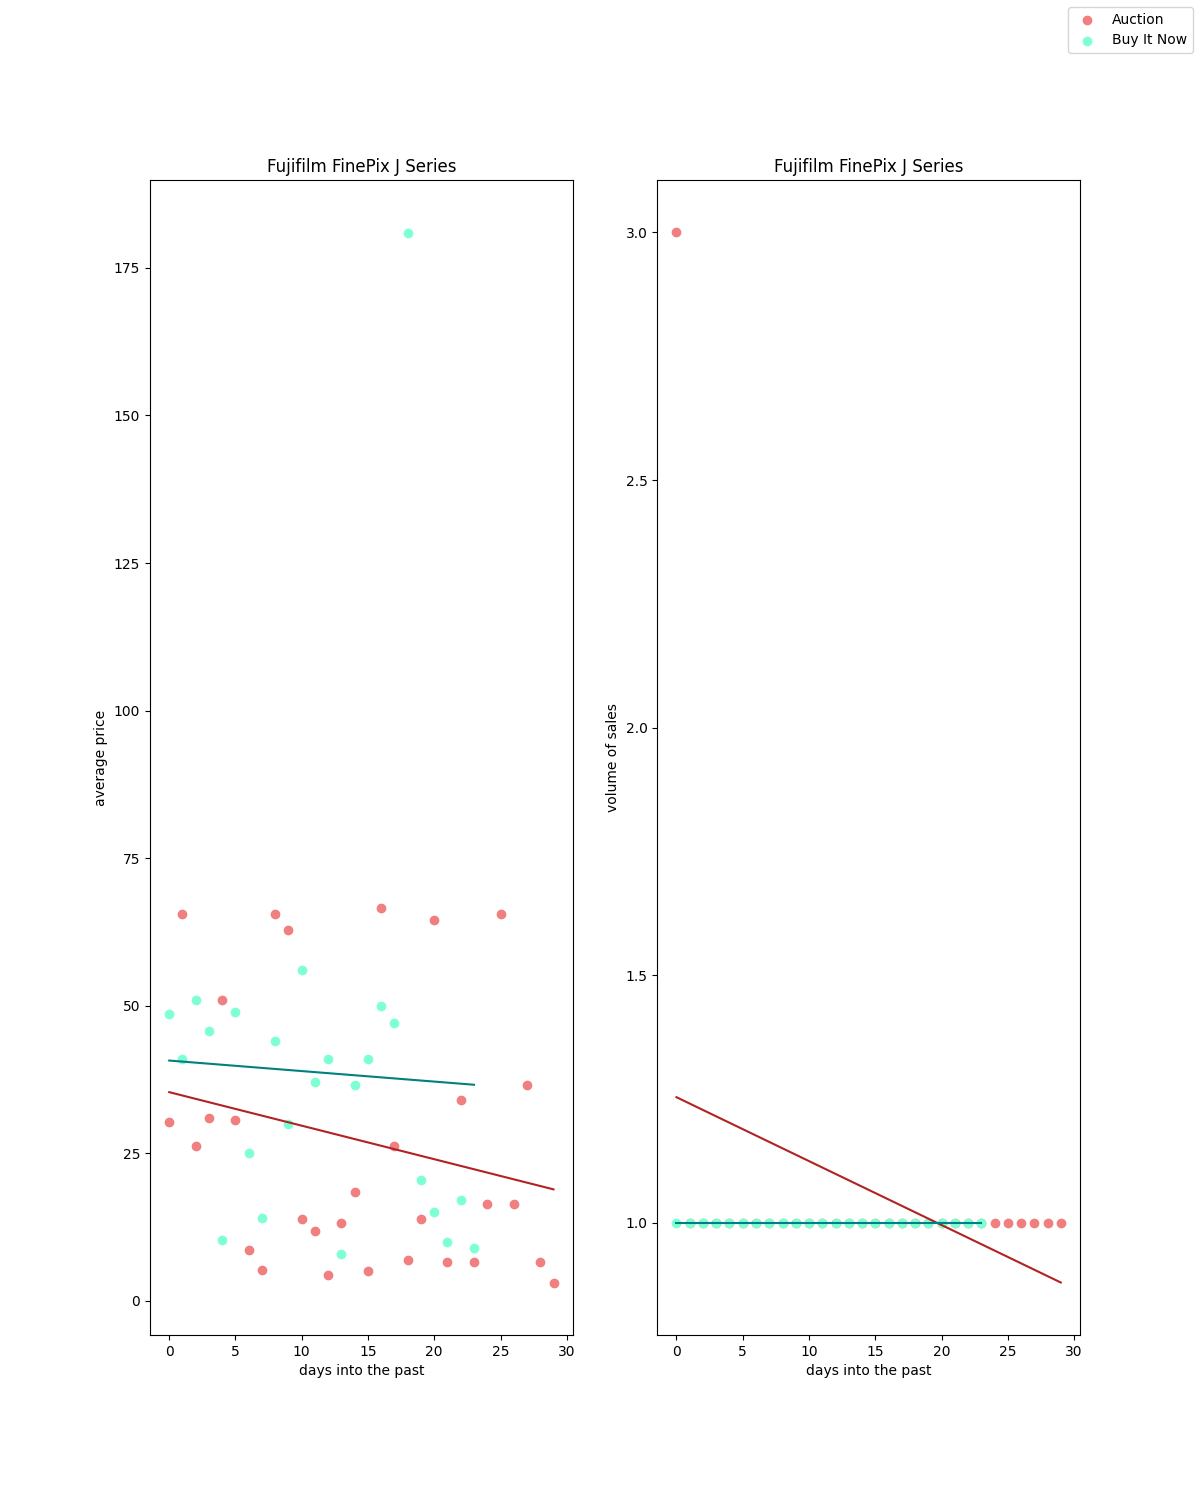 Auction
Buy It Now
Fujifilm FinePix J Series
175
150
125
100
75
50
25
0
average price
0 5 10 15 20 25 30
days into the past
Fujifilm FinePix J Series
3.0
2.5
2.0
1.5
1.0
volume of sales
0 5 10 15 20 25 30
days into the past